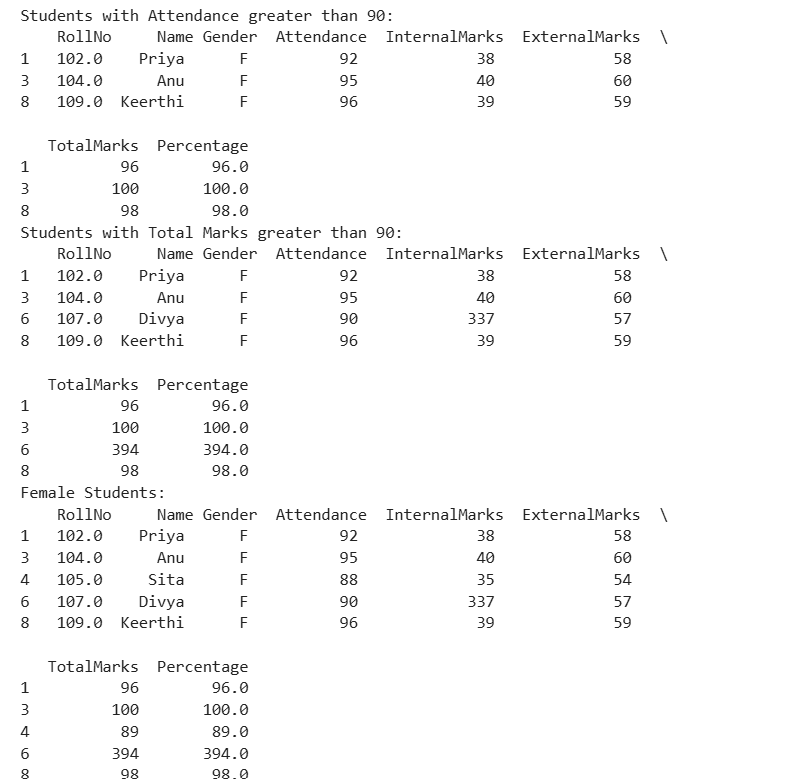 Students with Attendance greater than 90:
RollNo Name Gender Attendance InternalMarks ExternalMarks \
1 102.0 Priya F 92 38 58
3 104.0 Anu F 95 40 60
8 109.0 Keerthi F 96 39 59
TotalMarks Percentage
1 96 96.0
3 100 100.0
8 98 98.0
Students with Total Marks greater than 90:
RollNo Name Gender Attendance InternalMarks ExternalMarks \
1 102.0 Priya F 92 38 58
3 104.0 Anu F 95 40 60
6 107.0 Divya F 90 337 57
8 109.0 Keerthi F 96 39 59
TotalMarks Percentage
1 96 96.0
3 100 100.0
6 394 394.0
8 98 98.0
Female Students:
RollNo Name Gender Attendance InternalMarks ExternalMarks \
1 102.0 Priya F 92 38 58
3 104.0 Anu F 95 40 60
4 105.0 Sita F 88 35 54
6 107.0 Divya F 90 337 57
8 109.0 Keerthi F 96 39 59
TotalMarks Percentage
1 96 96.0
3 100 100.0
4 89 89.0
6 394 394.0
8 98 98.0